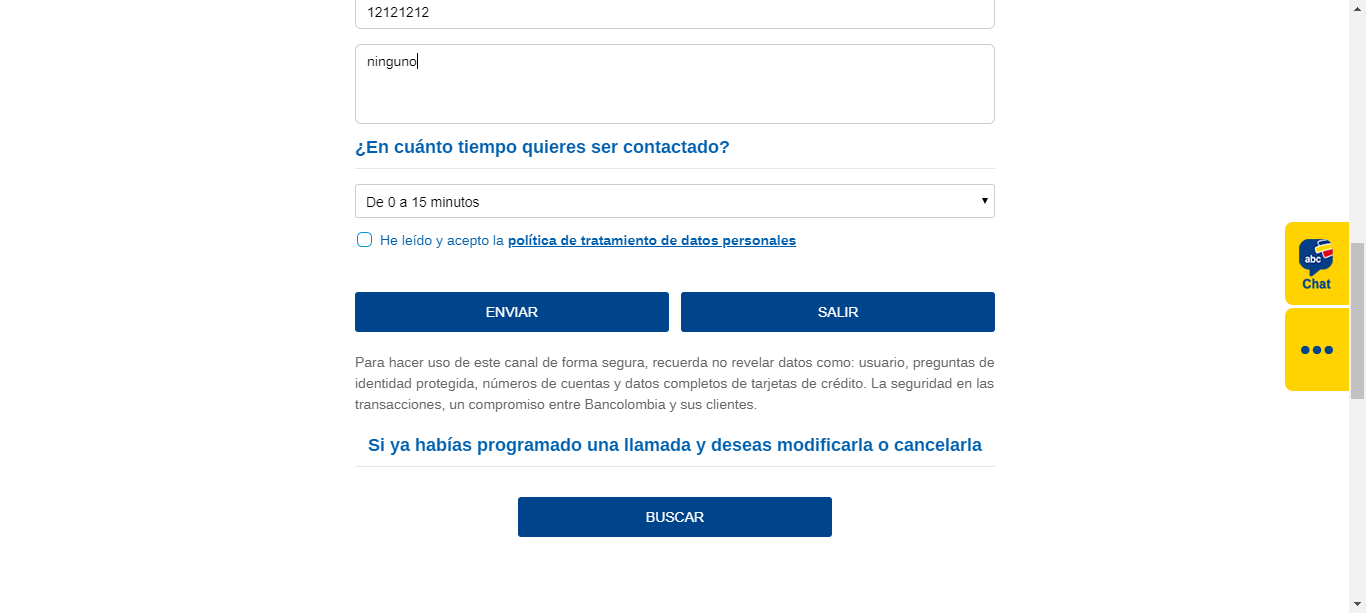 12121212
ninguno
¿En cuánto tiempo quieres ser contactado?
De 0 a 15 minutos
He leído y acepto la política de tratamiento de datos personales
ENVIAR
SALIR
Para hacer uso de este canal de forma segura, recuerda no revelar datos como: usuario, preguntas de
identidad protegida, números de cuentas y datos completos de tarjetas de crédito. La seguridad en las
transacciones, un compromiso entre Bancolombia y sus clientes.
Si ya habías programado una llamada y deseas modificarla o cancelarla
BUSCAR
abc
Chat